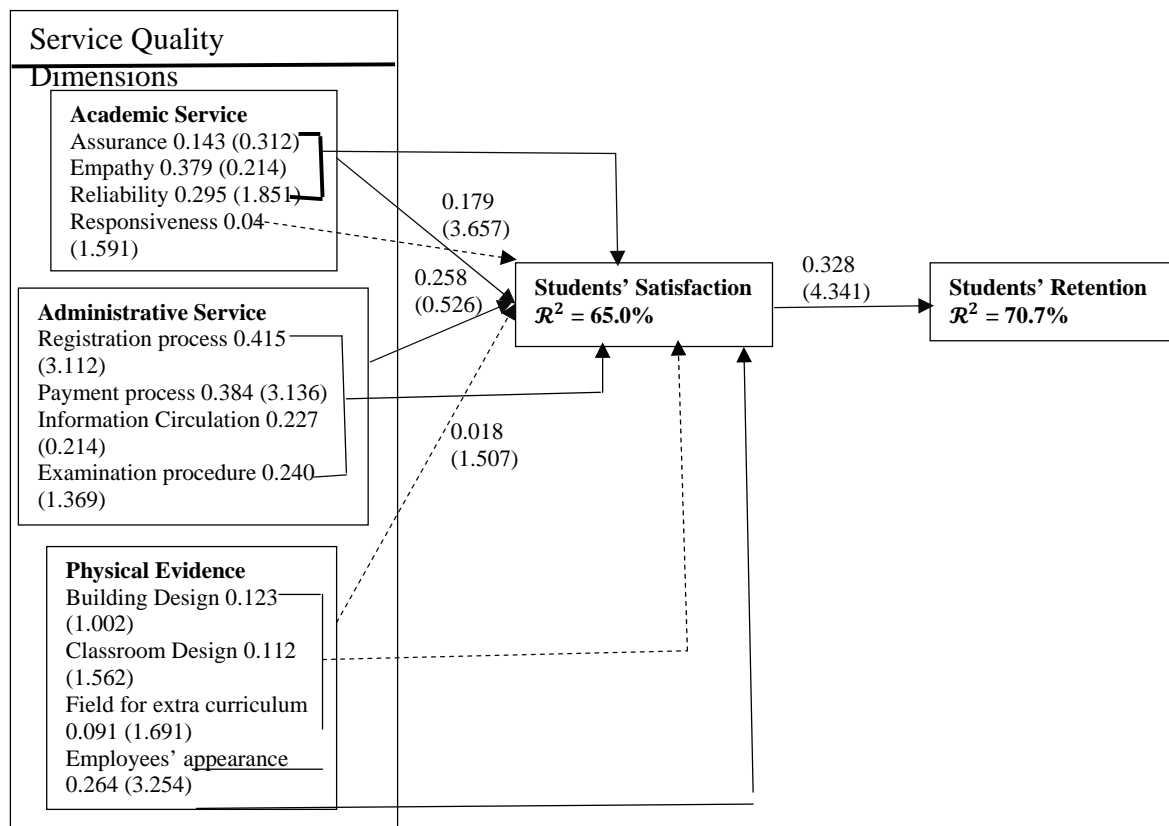 Service Quality
Dimensions
Academic Service
Assurance 0.143 (0.312)
Empathy 0.379 (0.214)
Reliability 0.295 (1.851)
Responsiveness 0.04
(1.591)
Administrative Service
Registration process 0.415
(3.112)
Payment process 0.384 (3.136)
Information Circulation 0.227
(0.214)
Examination procedure 0.240
(1.369)
Physical Evidence
Building Design 0.123
(1.002)
Classroom Design 0.112
(1.562)
Field for extra curriculum
0.091 (1.691)
Employees’ appearance
0.264 (3.254)
0.179
(3.657)
0.258
(0.526)
0.018
(1.507)
Students’ Satisfaction
ℛ² = 65.0%
0.328
(4.341)
Students’ Retention
ℛ² = 70.7%